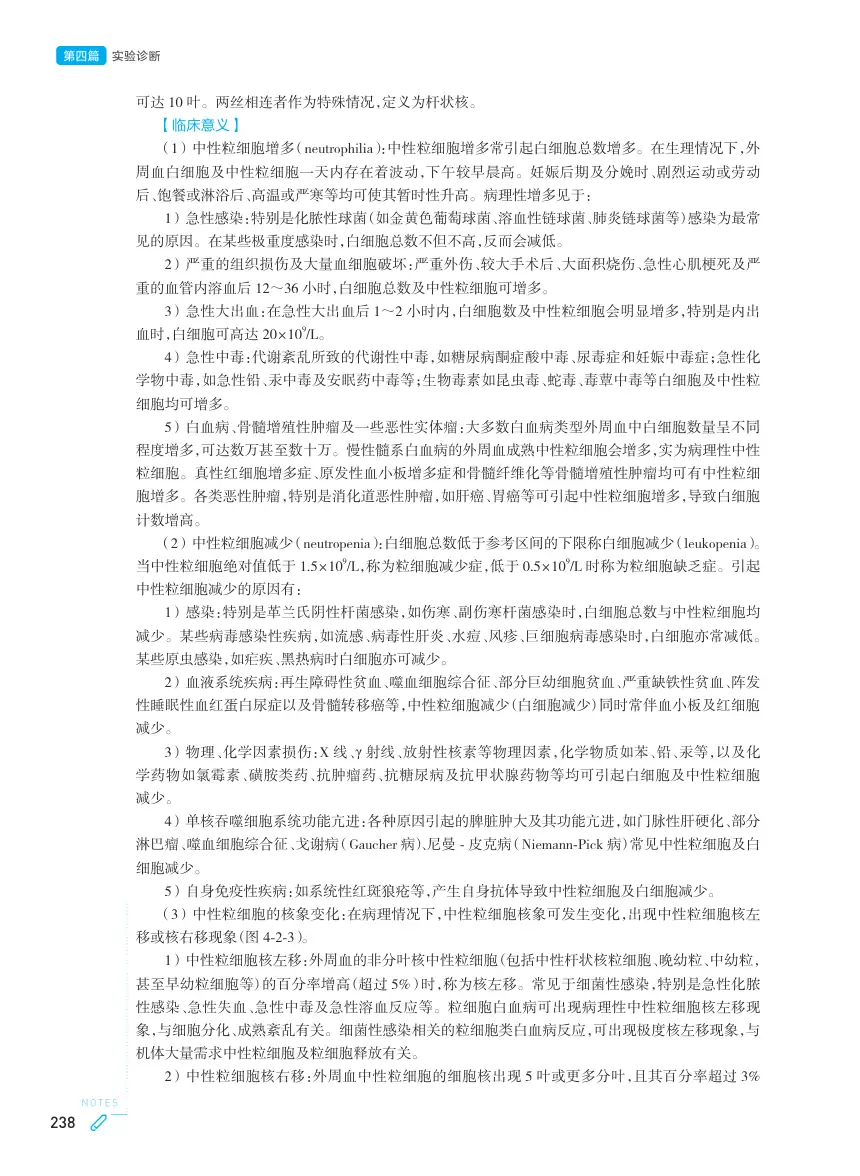 第四篇 实验诊断
可达 10 叶。两丝相连者作为特殊情况,定义为杆状核。
【临床意义】
（1）中性粒细胞增多（neutrophilia）:中性粒细胞增多常引起白细胞总数增多。在生理情况下,外
周血白细胞及中性粒细胞一天内存在着波动,下午较早晨高。妊娠后期及分娩时、剧烈运动或劳动
后、饱餐或淋浴后、高温或严寒等均可使其暂时性升高。病理性增多见于:
1）急性感染:特别是化脓性球菌（如金黄色葡萄球菌、溶血性链球菌、肺炎链球菌等）感染为最常
见的原因。在某些极重度感染时,白细胞总数不但不高,反而会减低。
2）严重的组织损伤及大量血细胞破坏:严重外伤、较大手术后、大面积烧伤、急性心肌梗死及严
重的血管内溶血后 12～36 小时,白细胞总数及中性粒细胞可增多。
3）急性大出血:在急性大出血后 1～2 小时内,白细胞数及中性粒细胞会明显增多,特别是内出
血时,白细胞可高达 20×10⁹/L。
4）急性中毒:代谢紊乱所致的代谢性中毒,如糖尿病酮症酸中毒、尿毒症和妊娠中毒症;急性化
学物中毒,如急性铅、汞中毒及安眠药中毒等;生物毒素如昆虫毒、蛇毒、毒蕈中毒等白细胞及中性粒
细胞均可增多。
5）白血病、骨髓增殖性肿瘤及一些恶性实体瘤:大多数白血病类型外周血中白细胞数量呈不同
程度增多,可达数万甚至数十万。慢性髓系白血病的外周血成熟中性粒细胞会增多,实为病理性中性
粒细胞。真性红细胞增多症、原发性血小板增多症和骨髓纤维化等骨髓增殖性肿瘤均可有中性粒细
胞增多。各类恶性肿瘤,特别是消化道恶性肿瘤,如肝癌、胃癌等可引起中性粒细胞增多,导致白细胞
计数增高。
（2）中性粒细胞减少（neutropenia）:白细胞总数低于参考区间的下限称白细胞减少（leukopenia）。
当中性粒细胞绝对值低于 1.5×10⁹/L,称为粒细胞减少症,低于 0.5×10⁹/L 时称为粒细胞缺乏症。引起
中性粒细胞减少的原因有:
1）感染:特别是革兰氏阴性杆菌感染,如伤寒、副伤寒杆菌感染时,白细胞总数与中性粒细胞均
减少。某些病毒感染性疾病,如流感、病毒性肝炎、水痘、风疹、巨细胞病毒感染时,白细胞亦常减低。
某些原虫感染,如疟疾、黑热病时白细胞亦可减少。
2）血液系统疾病:再生障碍性贫血、噬血细胞综合征、部分巨幼细胞贫血、严重缺铁性贫血、阵发
性睡眠性血红蛋白尿症以及骨髓转移癌等,中性粒细胞减少（白细胞减少）同时常伴血小板及红细胞
减少。
3）物理、化学因素损伤:X 线、γ 射线、放射性核素等物理因素,化学物质如苯、铅、汞等,以及化
学药物如氯霉素、磺胺类药、抗肿瘤药、抗糖尿病及抗甲状腺药物等均可引起白细胞及中性粒细胞
减少。
4）单核吞噬细胞系统功能亢进:各种原因引起的脾脏肿大及其功能亢进,如门脉性肝硬化、部分
淋巴瘤、噬血细胞综合征、戈谢病（Gaucher 病）、尼曼 - 皮克病（Niemann-Pick 病）常见中性粒细胞及白
细胞减少。
5）自身免疫性疾病:如系统性红斑狼疮等,产生自身抗体导致中性粒细胞及白细胞减少。
（3）中性粒细胞的核象变化:在病理情况下,中性粒细胞核象可发生变化,出现中性粒细胞核左
移或核右移现象（图 4-2-3）。
1）中性粒细胞核左移:外周血的非分叶核中性粒细胞（包括中性杆状核粒细胞、晚幼粒、中幼粒,
甚至早幼粒细胞等）的百分率增高（超过 5%）时,称为核左移。常见于细菌性感染,特别是急性化脓
性感染、急性失血、急性中毒及急性溶血反应等。粒细胞白血病可出现病理性中性粒细胞核左移现
象,与细胞分化、成熟紊乱有关。细菌性感染相关的粒细胞类白血病反应,可出现极度核左移现象,与
机体大量需求中性粒细胞及粒细胞释放有关。
2）中性粒细胞核右移:外周血中性粒细胞的细胞核出现 5 叶或更多分叶,且其百分率超过 3%
NOTES
238